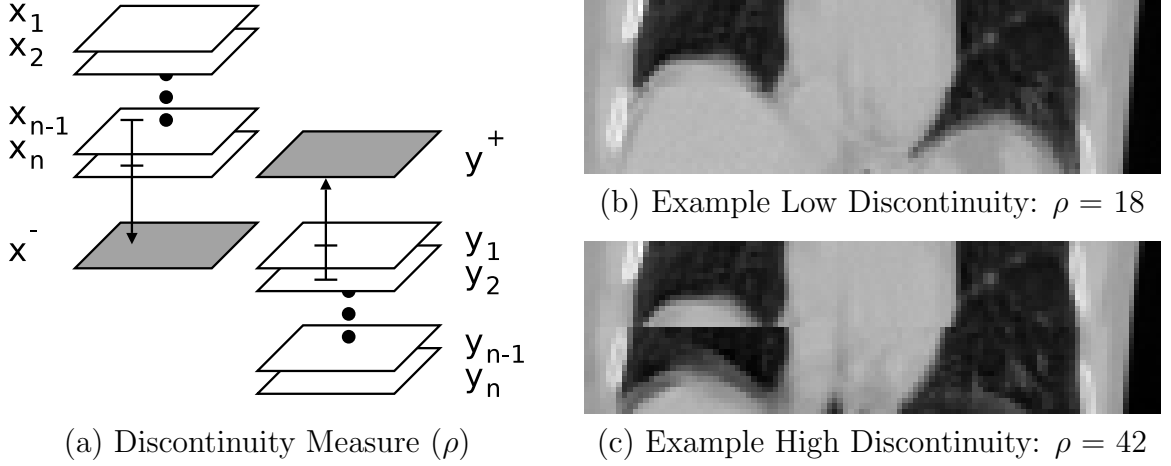 x₁
x₂
xₙ₋₁
xₙ
x⁻
y⁺
y₁
y₂
yₙ₋₁
yₙ
(a) Discontinuity Measure (ρ)
(b) Example Low Discontinuity: ρ = 18
(c) Example High Discontinuity: ρ = 42